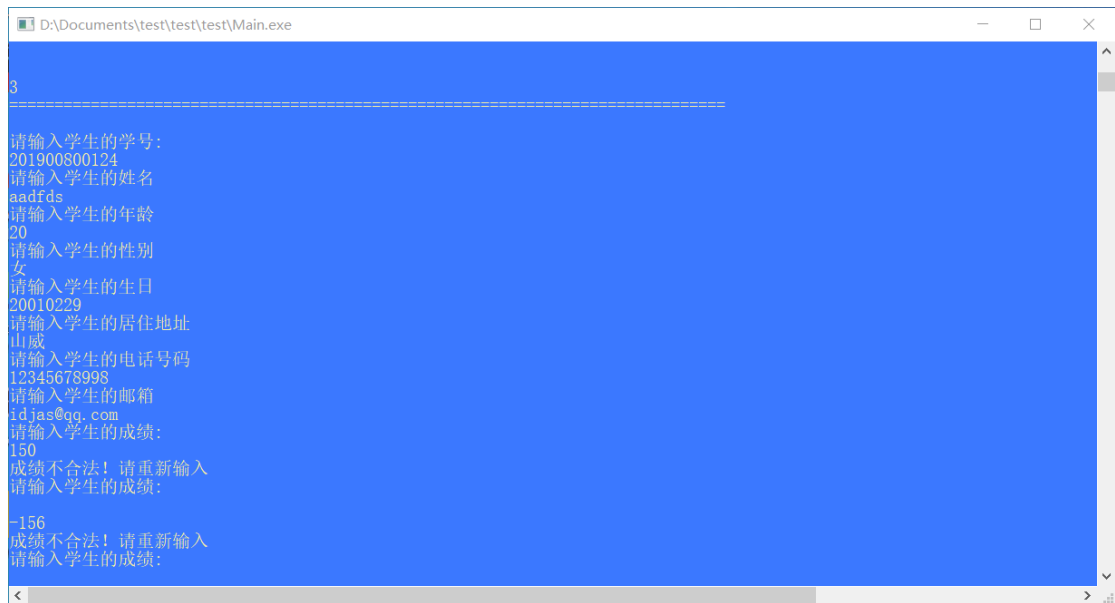 D:\Documents\test\test\test\Main.exe
3
================================================================================
请输入学生的学号:
201900800124
请输入学生的姓名
aadfds
请输入学生的年龄
20
请输入学生的性别
女
请输入学生的生日
20010229
请输入学生的居住地址
山威
请输入学生的电话号码
12345678998
请输入学生的邮箱
idjas@qq.com
请输入学生的成绩:
150
成绩不合法！请重新输入
请输入学生的成绩:
-156
成绩不合法！请重新输入
请输入学生的成绩: